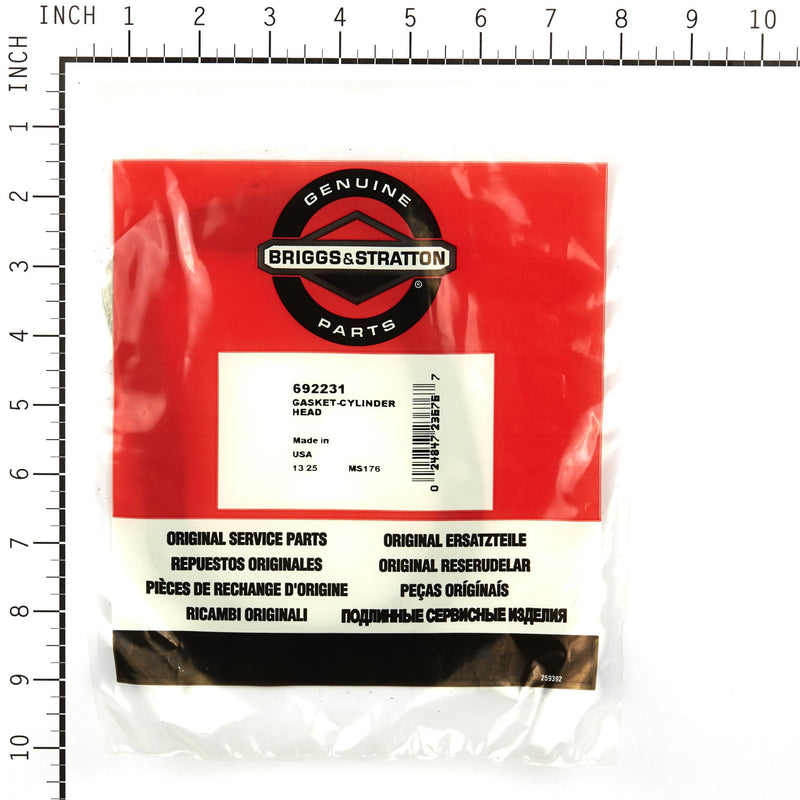 INCH 1 2 3 4 5 6 7 8 9 10
INCH
1
2
3
4
5
6
7
8
9
10
GENUINE
BRIGGS&STRATTON
®
PARTS
692231
GASKET-CYLINDER
HEAD
Made in
USA
13 25 MS176
0 24847 23676 7
ORIGINAL SERVICE PARTS ORIGINAL ERSATZTEILE
REPUESTOS ORIGINALES ORIGINAL RESERUDELAR
PIÈCES DE RECHANGE D'ORIGINE PEÇAS ORÍGÍNAÍS
RICAMBI ORIGINALI ПОДЛИННЫЕ СЕРВИСНЫЕ ИЗДЕЛИЯ
259392